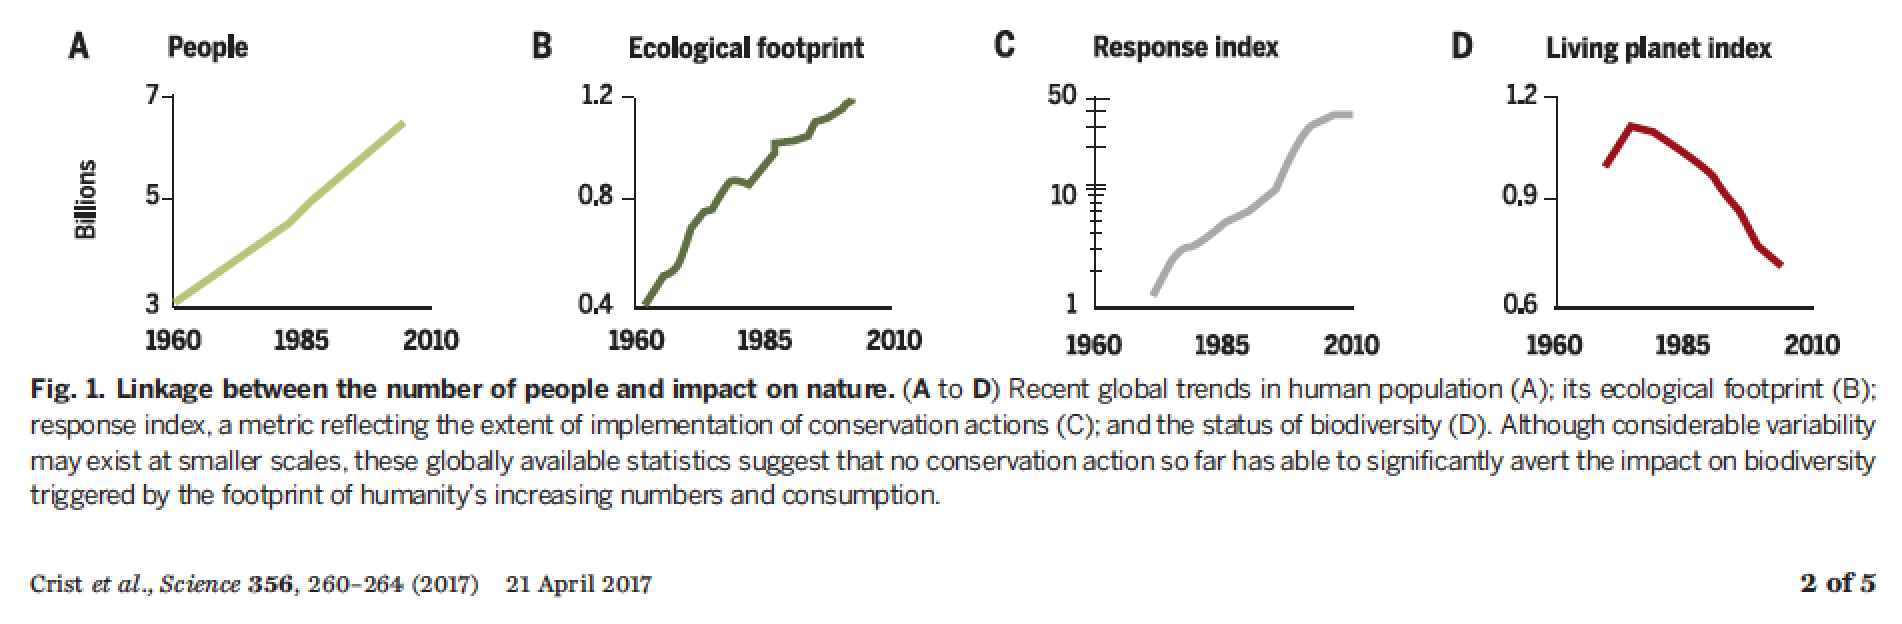 A People
B Ecological footprint
C Response index
D Living planet index
Billions
7
5
3
1960 1985 2010
1.2
0.8
0.4
1960 1985 2010
50
10
1
1960 1985 2010
1.2
0.9
0.6
1960 1985 2010
Fig. 1. Linkage between the number of people and impact on nature. (A to D) Recent global trends in human population (A); its ecological footprint (B);
response index, a metric reflecting the extent of implementation of conservation actions (C); and the status of biodiversity (D). Although considerable variability
may exist at smaller scales, these globally available statistics suggest that no conservation action so far has able to significantly avert the impact on biodiversity
triggered by the footprint of humanity's increasing numbers and consumption.
Crist et al., Science 356, 260–264 (2017) 21 April 2017
2 of 5